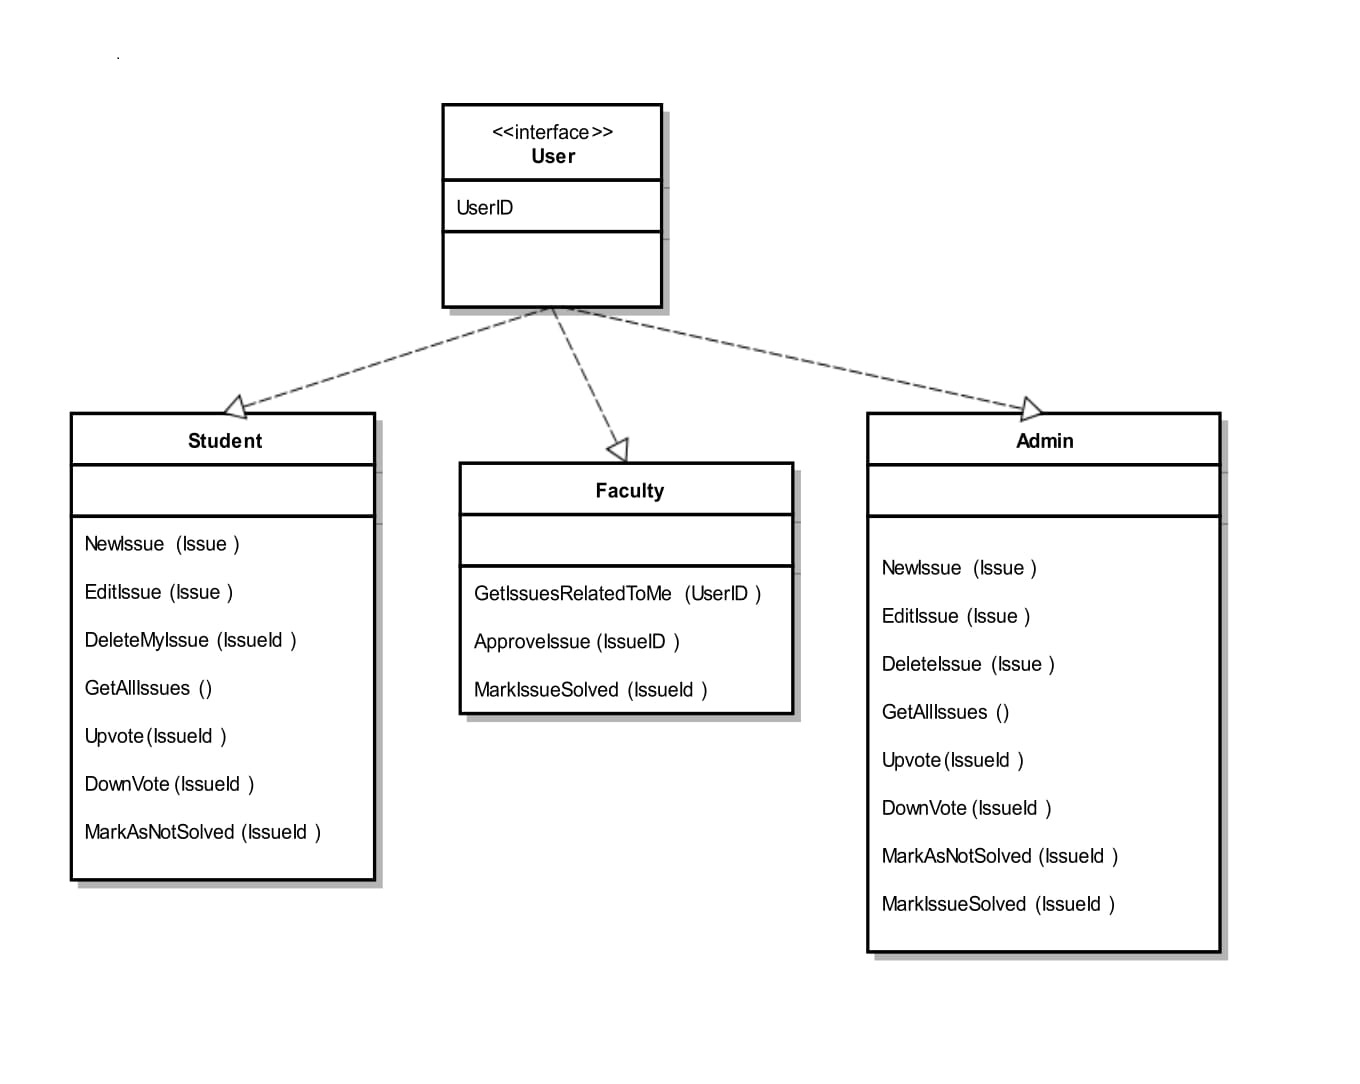 <<interface>>
User
UserID
Student
NewIssue (Issue )
EditIssue (Issue )
DeleteMyIssue (IssueId )
GetAllIssues ()
Upvote (IssueId )
DownVote (IssueId )
MarkAsNotSolved (IssueId )
Faculty
GetIssuesRelatedToMe (UserID )
ApproveIssue (IssueID )
MarkIssueSolved (IssueId )
Admin
NewIssue (Issue )
EditIssue (Issue )
DeleteIssue (Issue )
GetAllIssues ()
Upvote (IssueId )
DownVote (IssueId )
MarkAsNotSolved (IssueId )
MarkIssueSolved (IssueId )